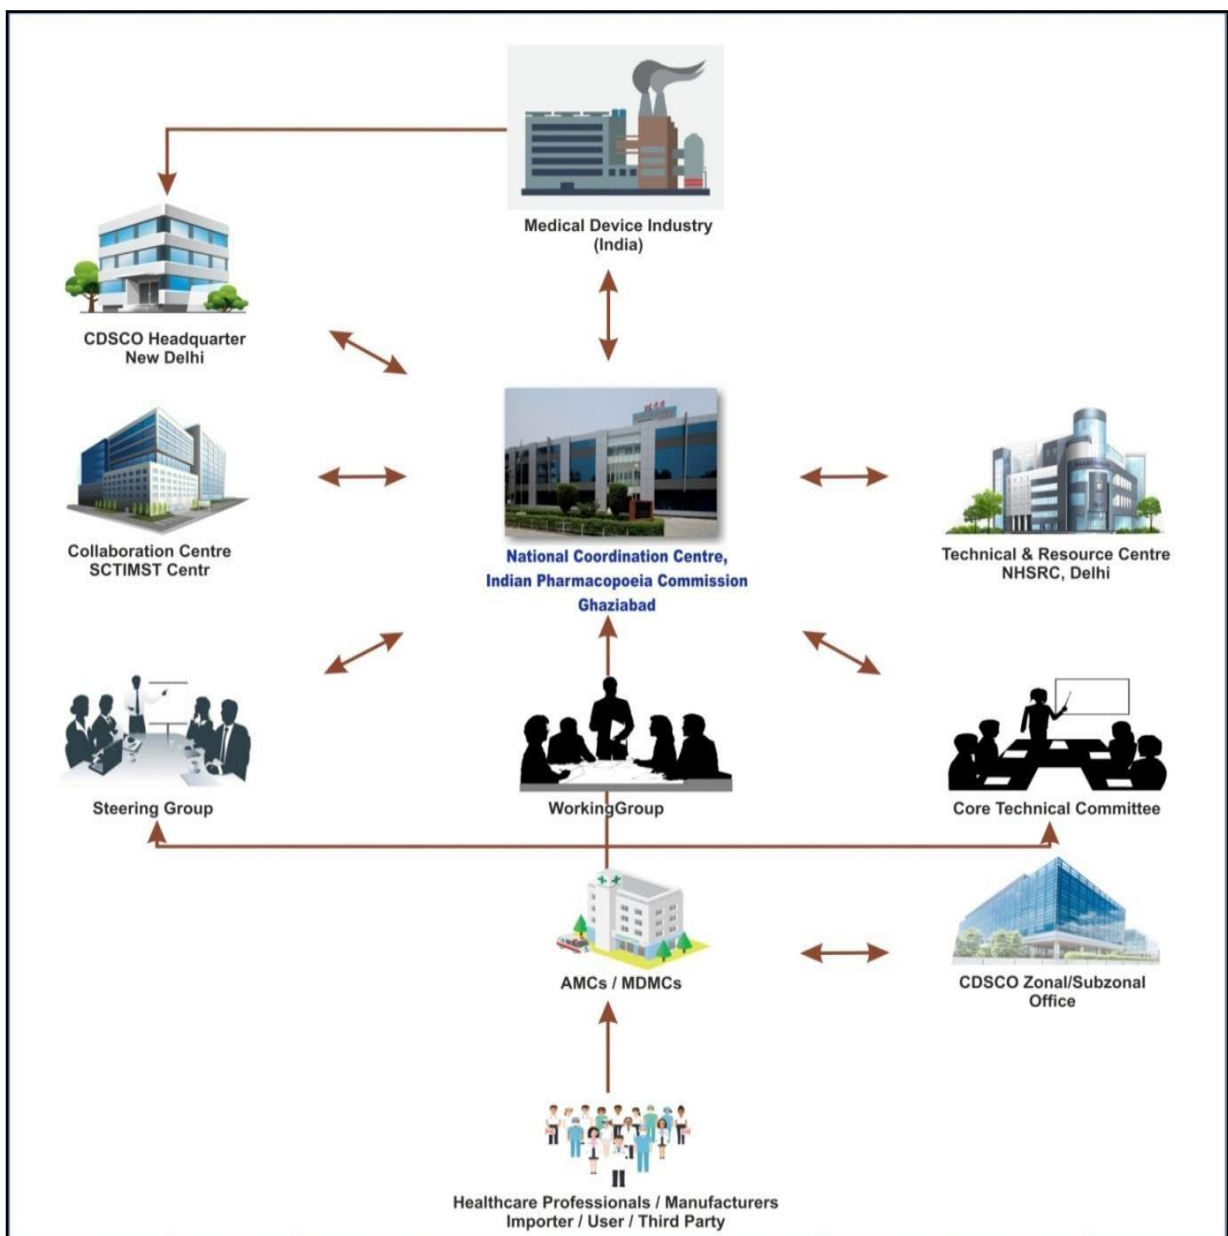 Medical Device Industry
(India)
CDSCO Headquarter
New Delhi
Collaboration Centre
SCTIMST Centr
National Coordination Centre,
Indian Pharmacopoeia Commission
Ghaziabad
Technical & Resource Centre
NHSRC, Delhi
Steering Group
WorkingGroup
Core Technical Committee
AMCs / MDMCs
CDSCO Zonal/Subzonal
Office
Healthcare Professionals / Manufacturers
Importer / User / Third Party